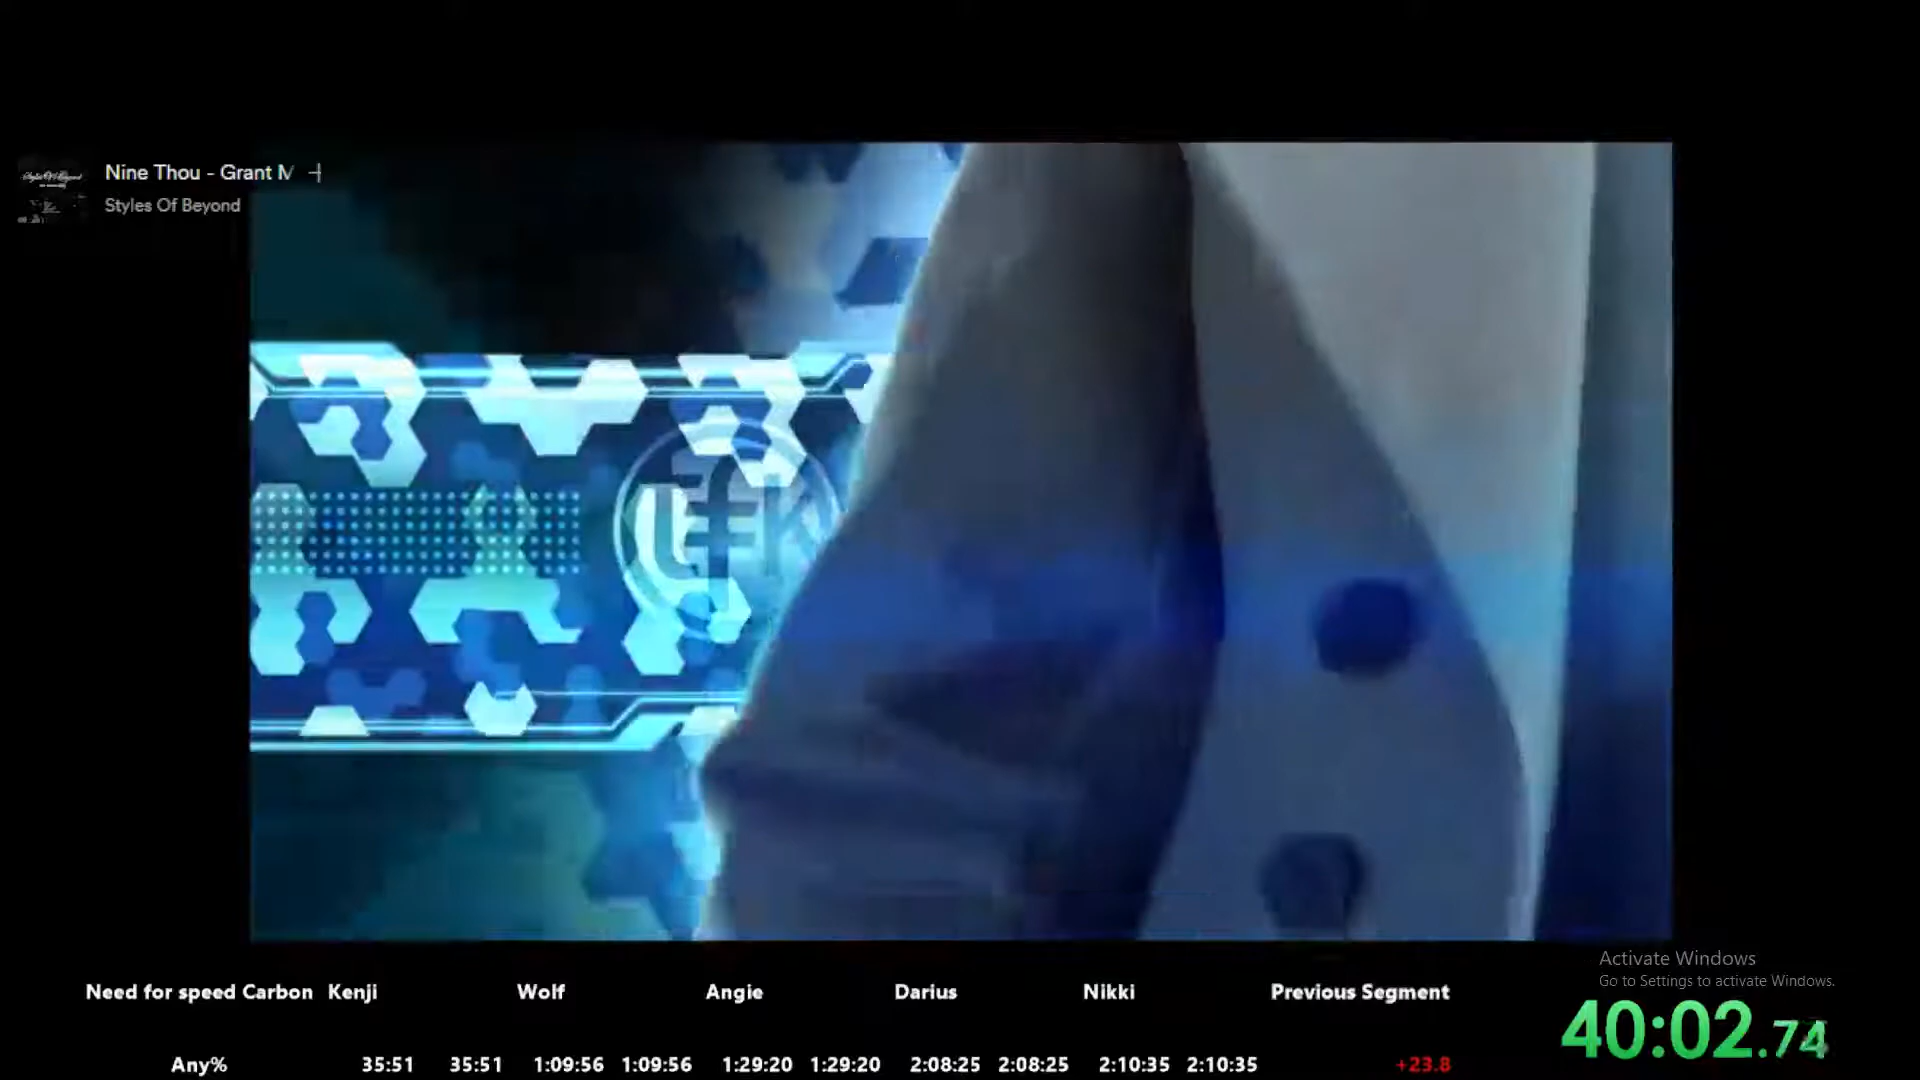 Nine Thou - Grant M
Styles Of Beyond
Activate Windows
Go to Settings to activate Windows.
Need for speed Carbon Kenji Wolf Angie Darius Nikki Previous Segment
40:02.74
Any% 35:51 35:51 1:09:56 1:09:56 1:29:20 1:29:20 2:08:25 2:08:25 2:10:35 2:10:35 +23.8